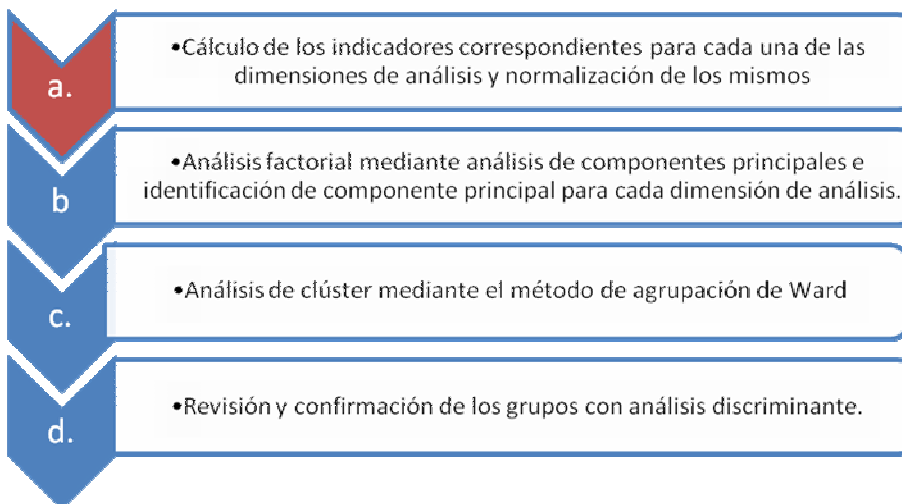 a.
•Cálculo de los indicadores correspondientes para cada una de las
dimensiones de análisis y normalización de los mismos
b
•Análisis factorial mediante análisis de componentes principales e
identificación de componente principal para cada dimensión de análisis.
c.
•Análisis de clúster mediante el método de agrupación de Ward
d.
•Revisión y confirmación de los grupos con análisis discriminante.